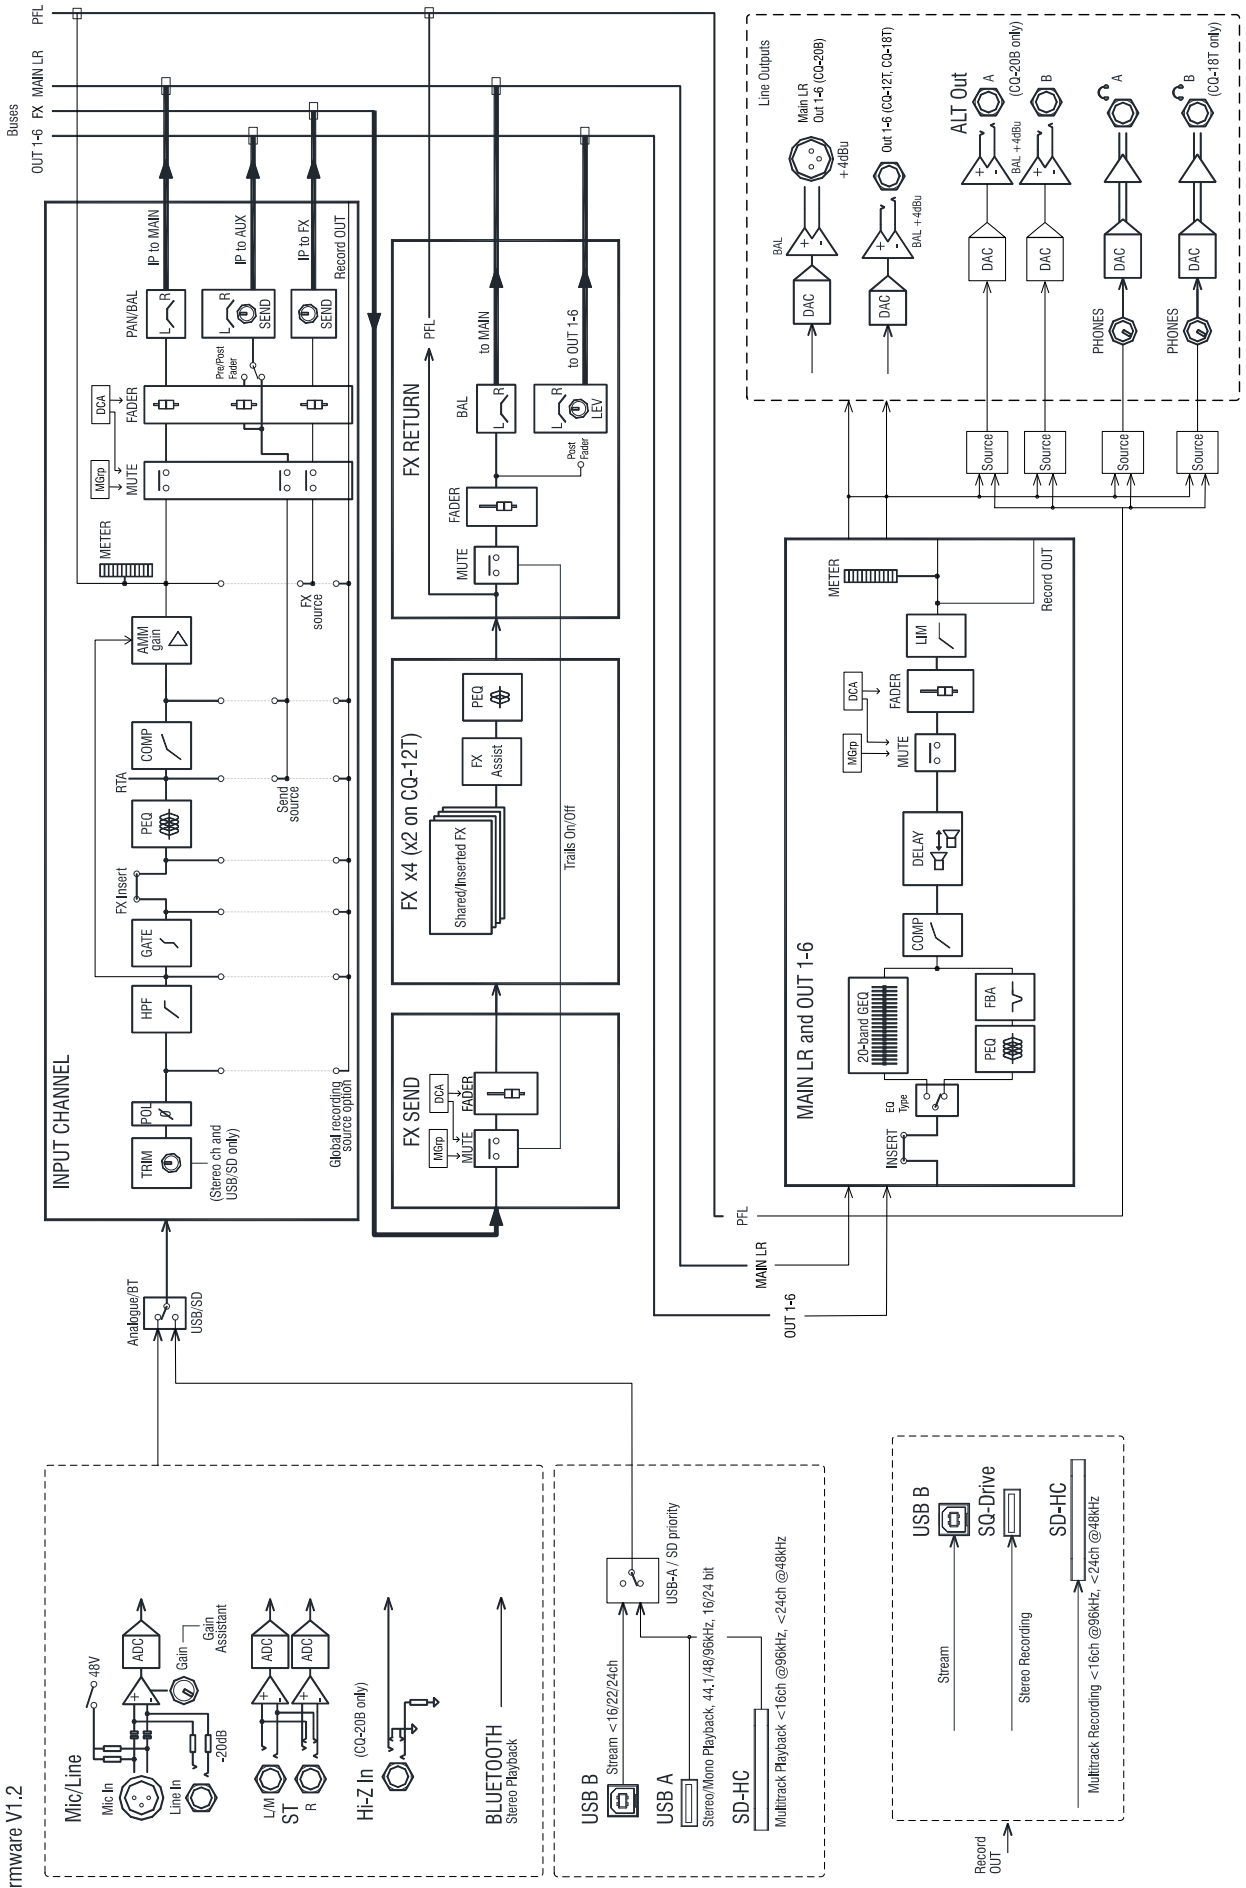 rmware V1.2
Mic/Line
Mic In
48V
ADC
Gain
Gain
Assistant
Line In
-20dB
L/M
ST
R
ADC
ADC
Hi-Z In (CQ-20B only)
BLUETOOTH
Stereo Playback
USB B
Stream <16/22/24ch
USB A
Stereo/Mono Playback, 44.1/48/96kHz, 16/24 bit
SD-HC
Multitrack Playback <16ch @96kHz, <24ch @48kHz
USB-A / SD priority
Record
OUT
Stream
USB B
Stereo Recording
SQ-Drive
SD-HC
Multitrack Recording <16ch @96kHz, <24ch @48kHz
Analogue/BT
USB/SD
INPUT CHANNEL
TRIM
(Stereo ch and
USB/SD only)
POL
HPF
GATE
FX Insert
PEQ
RTA
COMP
AMM
gain
METER
Global recording
source option
Send
source
FX
source
MGrp
MUTE
DCA
FADER
Pre/Post
Fader
PAN/BAL
L R
L R
SEND
SEND
IP to MAIN
IP to AUX
IP to FX
Record OUT
Buses
OUT 1-6
FX
MAIN LR
PFL
FX SEND
MGrp
MUTE
DCA
FADER
FX x4 (x2 on CQ-12T)
Shared/Inserted FX
FX
Assist
PEQ
Trails On/Off
FX RETURN
MUTE
FADER
Post
Fader
BAL
L R
L R
LEV
PFL
to MAIN
to OUT 1-6
OUT 1-6
MAIN LR
PFL
MAIN LR and OUT 1-6
INSERT
EQ
Type
20-band GEQ
PEQ
FBA
COMP
DELAY
MGrp
MUTE
DCA
FADER
LIM
METER
Record OUT
Source
Source
Source
Source
Line Outputs
DAC
BAL
+4dBu
Main LR
Out 1-6 (CQ-20B)
DAC
BAL +4dBu
Out 1-6 (CQ-12T, CQ-18T)
ALT Out
DAC
A
BAL +4dBu
(CQ-20B only)
DAC
B
PHONES
DAC
A
PHONES
DAC
B
(CQ-18T only)